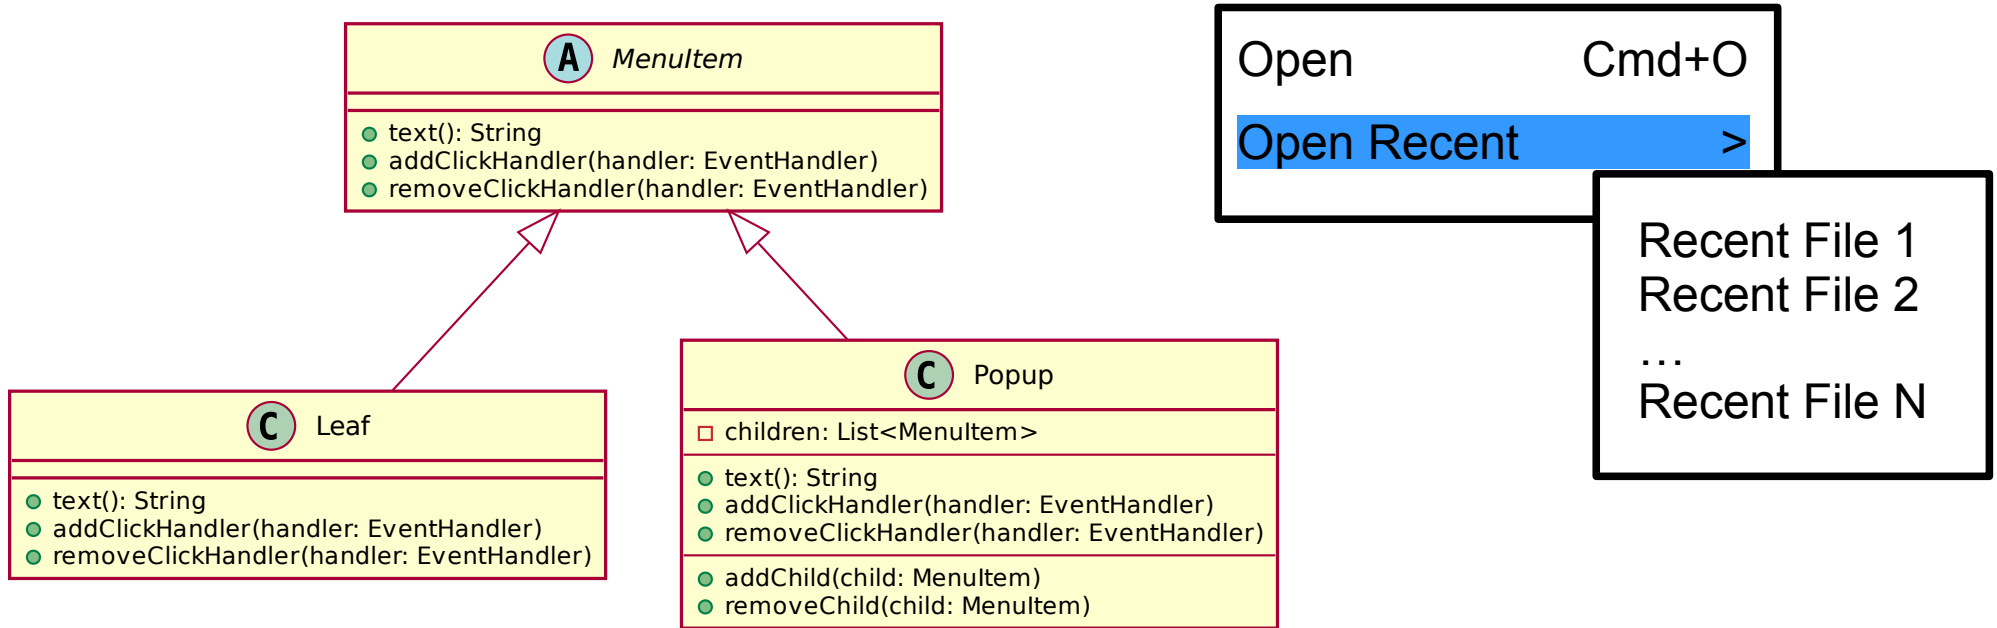 A MenuItem
text(): String
addClickHandler(handler: EventHandler)
removeClickHandler(handler: EventHandler)
C Leaf
text(): String
addClickHandler(handler: EventHandler)
removeClickHandler(handler: EventHandler)
C Popup
children: List<MenuItem>
text(): String
addClickHandler(handler: EventHandler)
removeClickHandler(handler: EventHandler)
addChild(child: MenuItem)
removeChild(child: MenuItem)
Open Cmd+O
Open Recent >
Recent File 1
Recent File 2
…
Recent File N